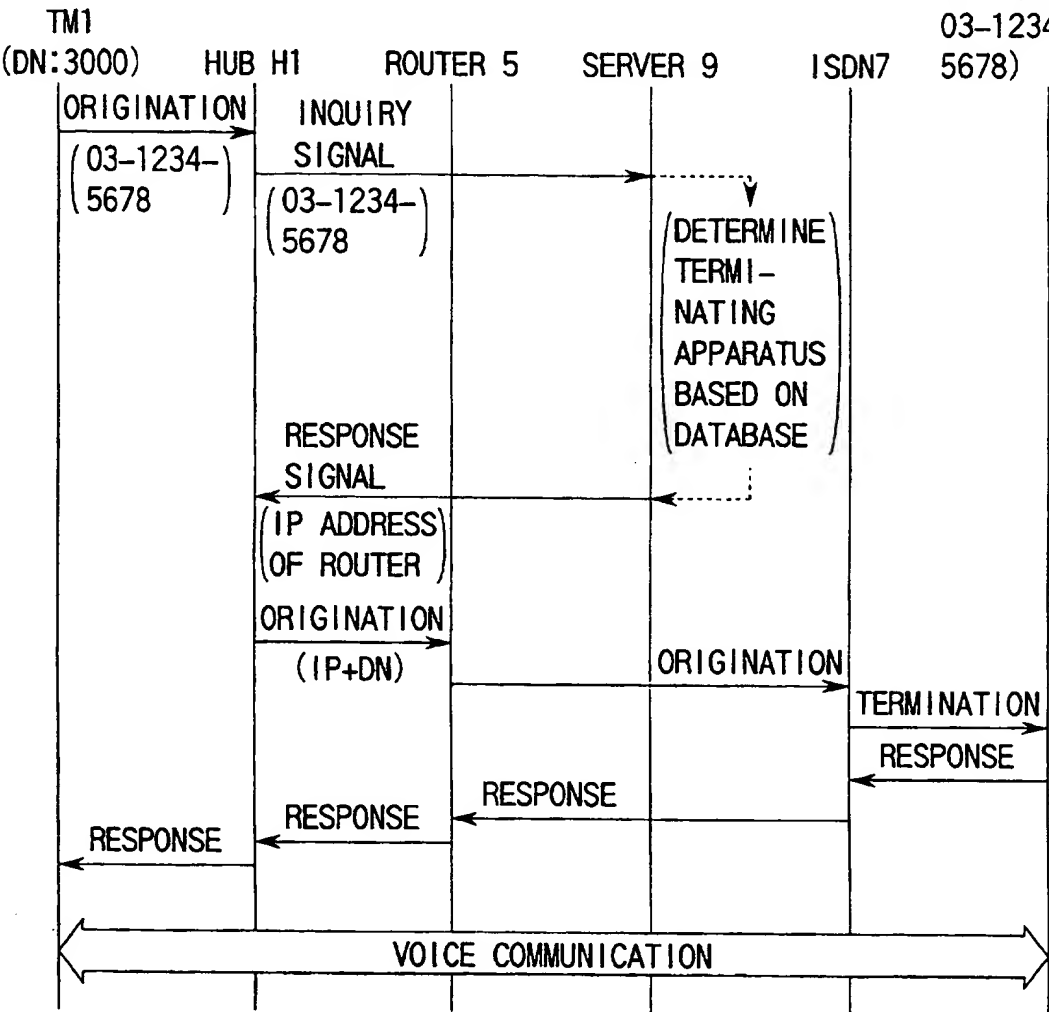 TM1
(DN:3000)
HUB H1
ROUTER 5
SERVER 9
ISDN7
03-1234
5678)
ORIGINATION
(03-1234-
5678)
INQUIRY
SIGNAL
(03-1234-
5678)
(DETERMINE
TERMI-
NATING
APPARATUS
BASED ON
DATABASE)
RESPONSE
SIGNAL
(IP ADDRESS
OF ROUTER)
ORIGINATION
(IP+DN)
ORIGINATION
TERMINATION
RESPONSE
RESPONSE
RESPONSE
RESPONSE
VOICE COMMUNICATION